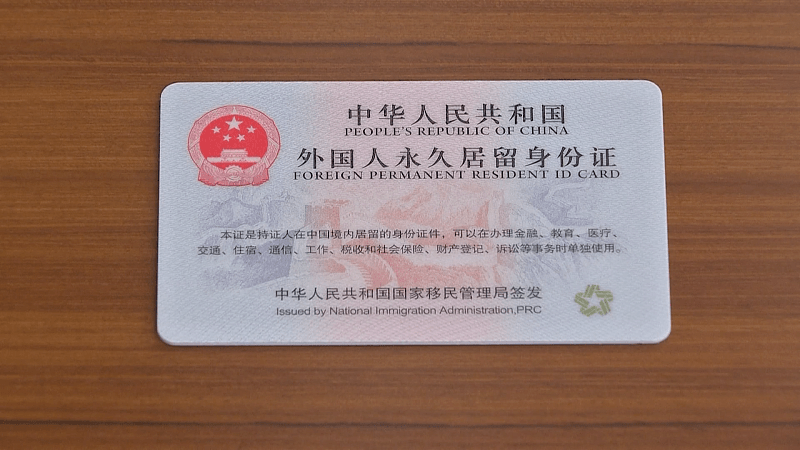 中华人民共和国
PEOPLE'S REPUBLIC OF CHINA
外国人永久居留身份证
FOREIGN PERMANENT RESIDENT ID CARD
本证是持证人在中国境内居留的身份证件，可以在办理金融、教育、医疗、
交通、住宿、通信、工作、税收和社会保险、财产登记、诉讼等事务时单独使用。
中华人民共和国国家移民管理局签发
Issued by National Immigration Administration,PRC